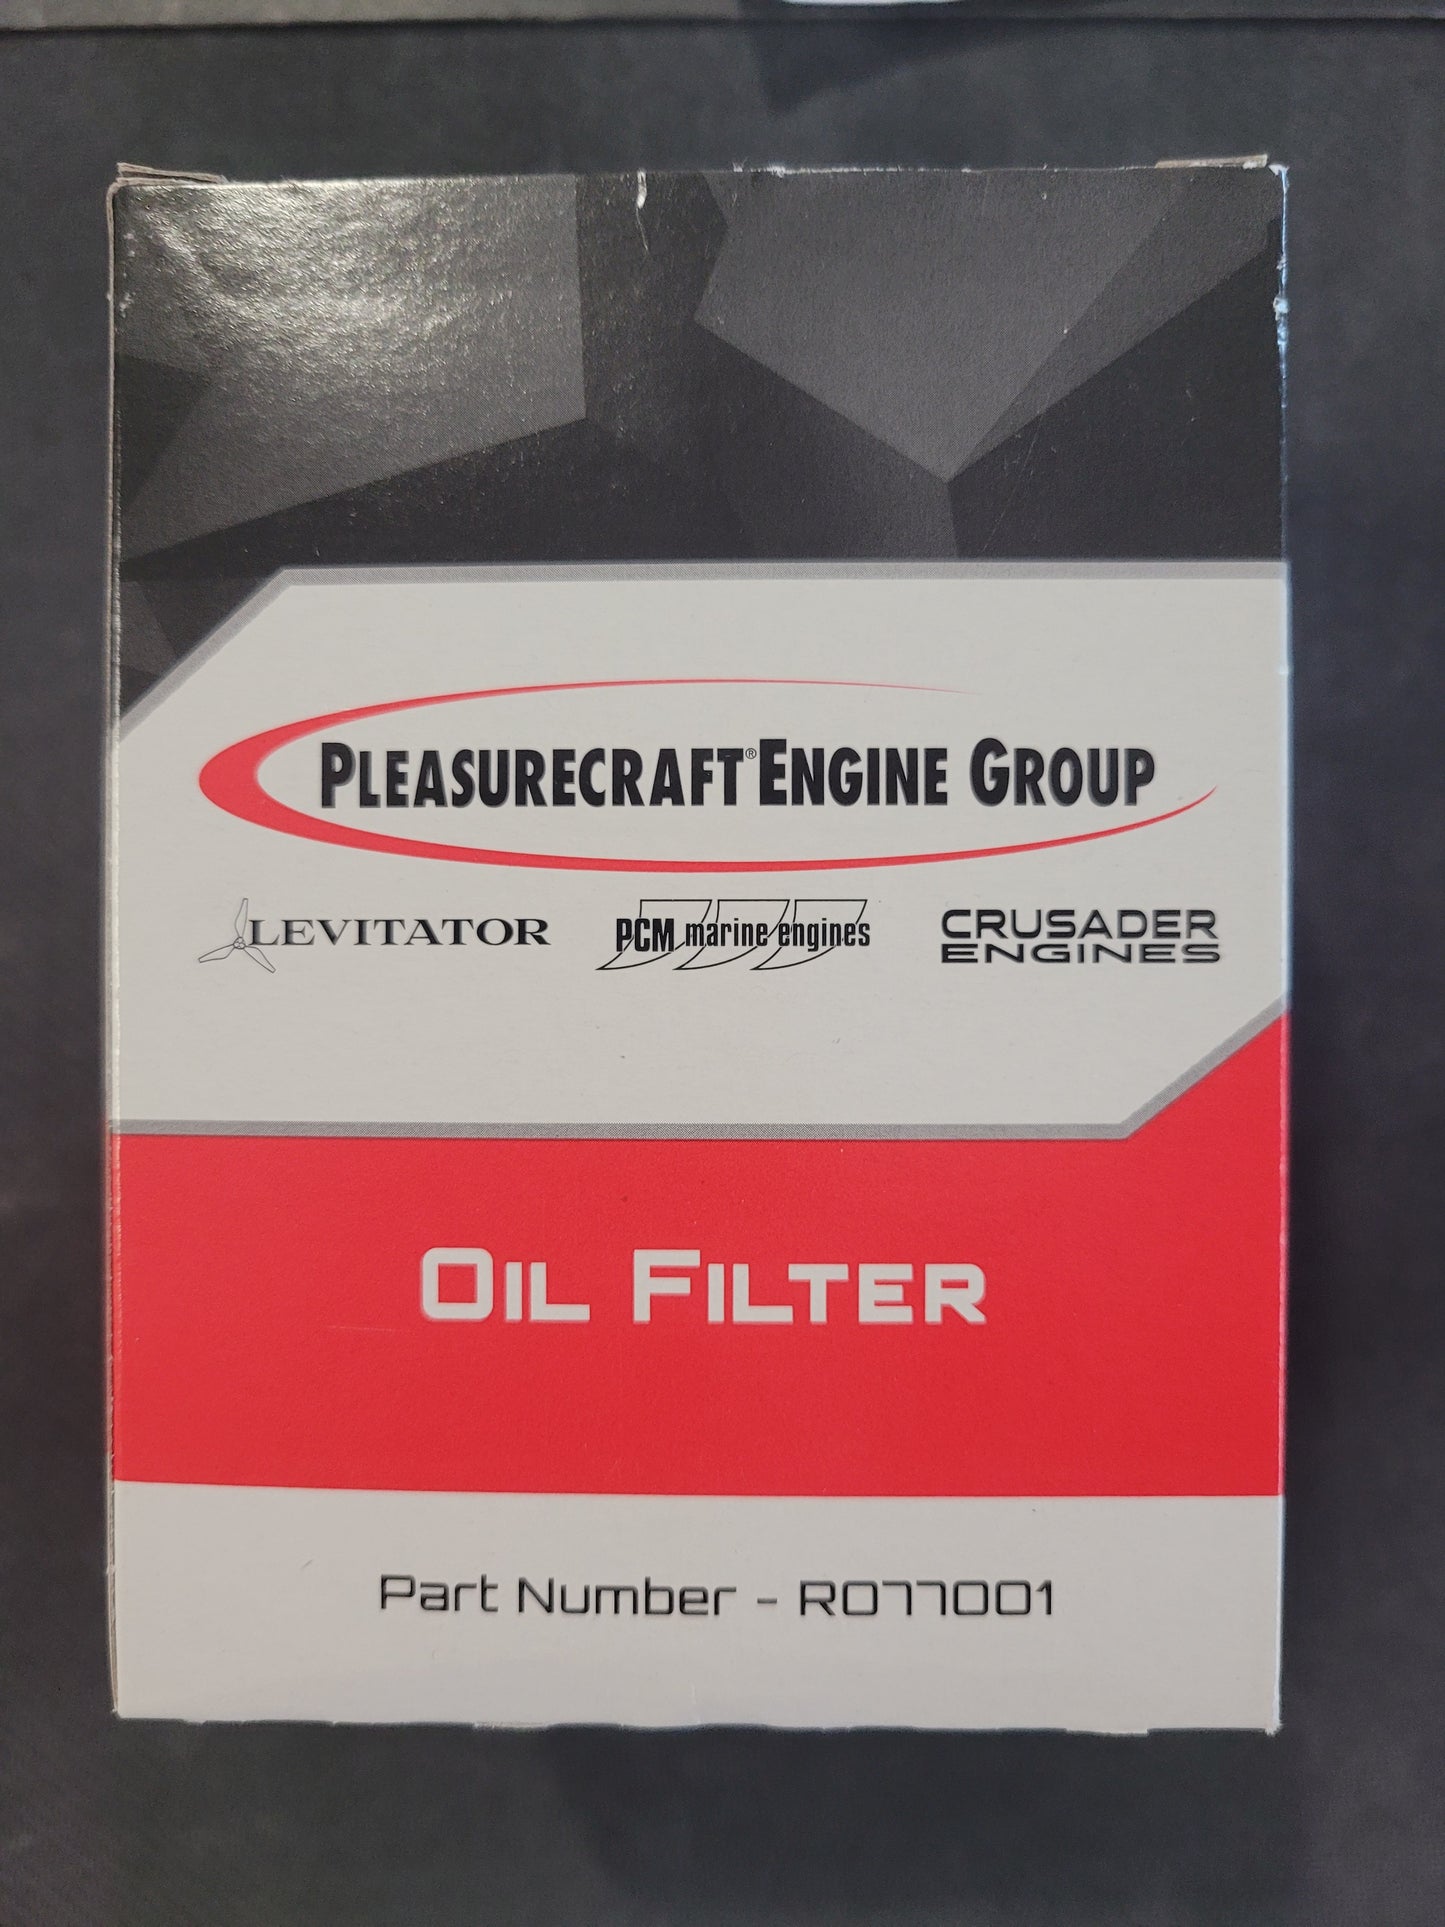 PLEASURECRAFT® ENGINE GROUP
LEVITATOR
PCM marine engines
CRUSADER
ENGINES
OIL FILTER
Part Number - R077001